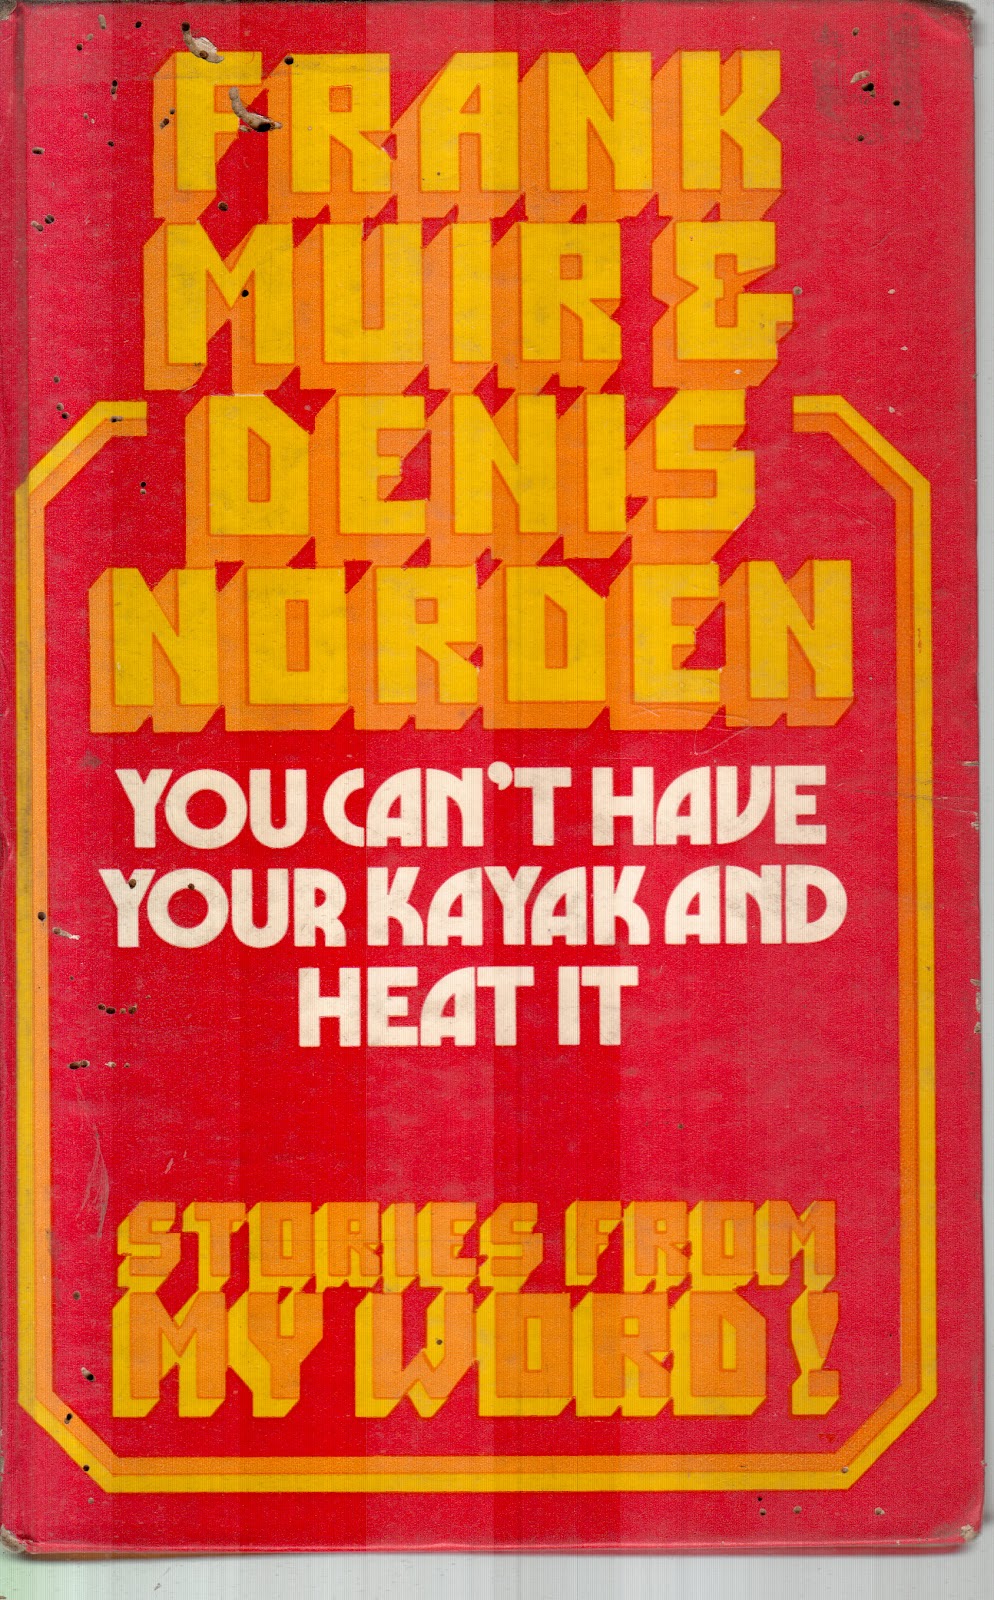 FRANK
MUIR &
DENIS
NORDEN
YOU CAN'T HAVE
YOUR KAYAK AND
HEAT IT
STORIES FROM
MY WORD!